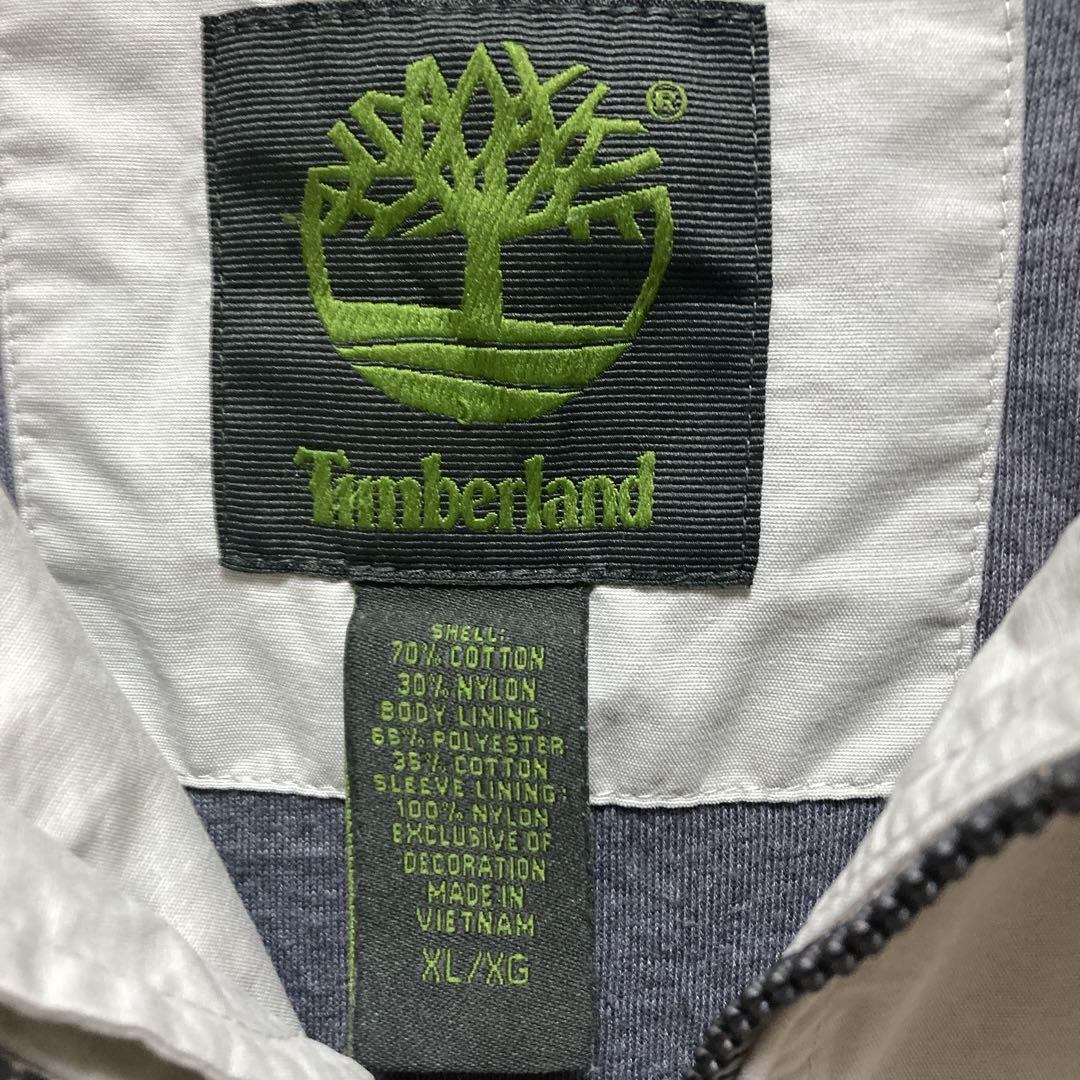 ®
Timberland
SHELL:
70% COTTON
30% NYLON
BODY LINING:
65% POLYESTER
35% COTTON
SLEEVE LINING:
100% NYLON
EXCLUSIVE OF
DECORATION
MADE IN
VIETNAM
XL/XG